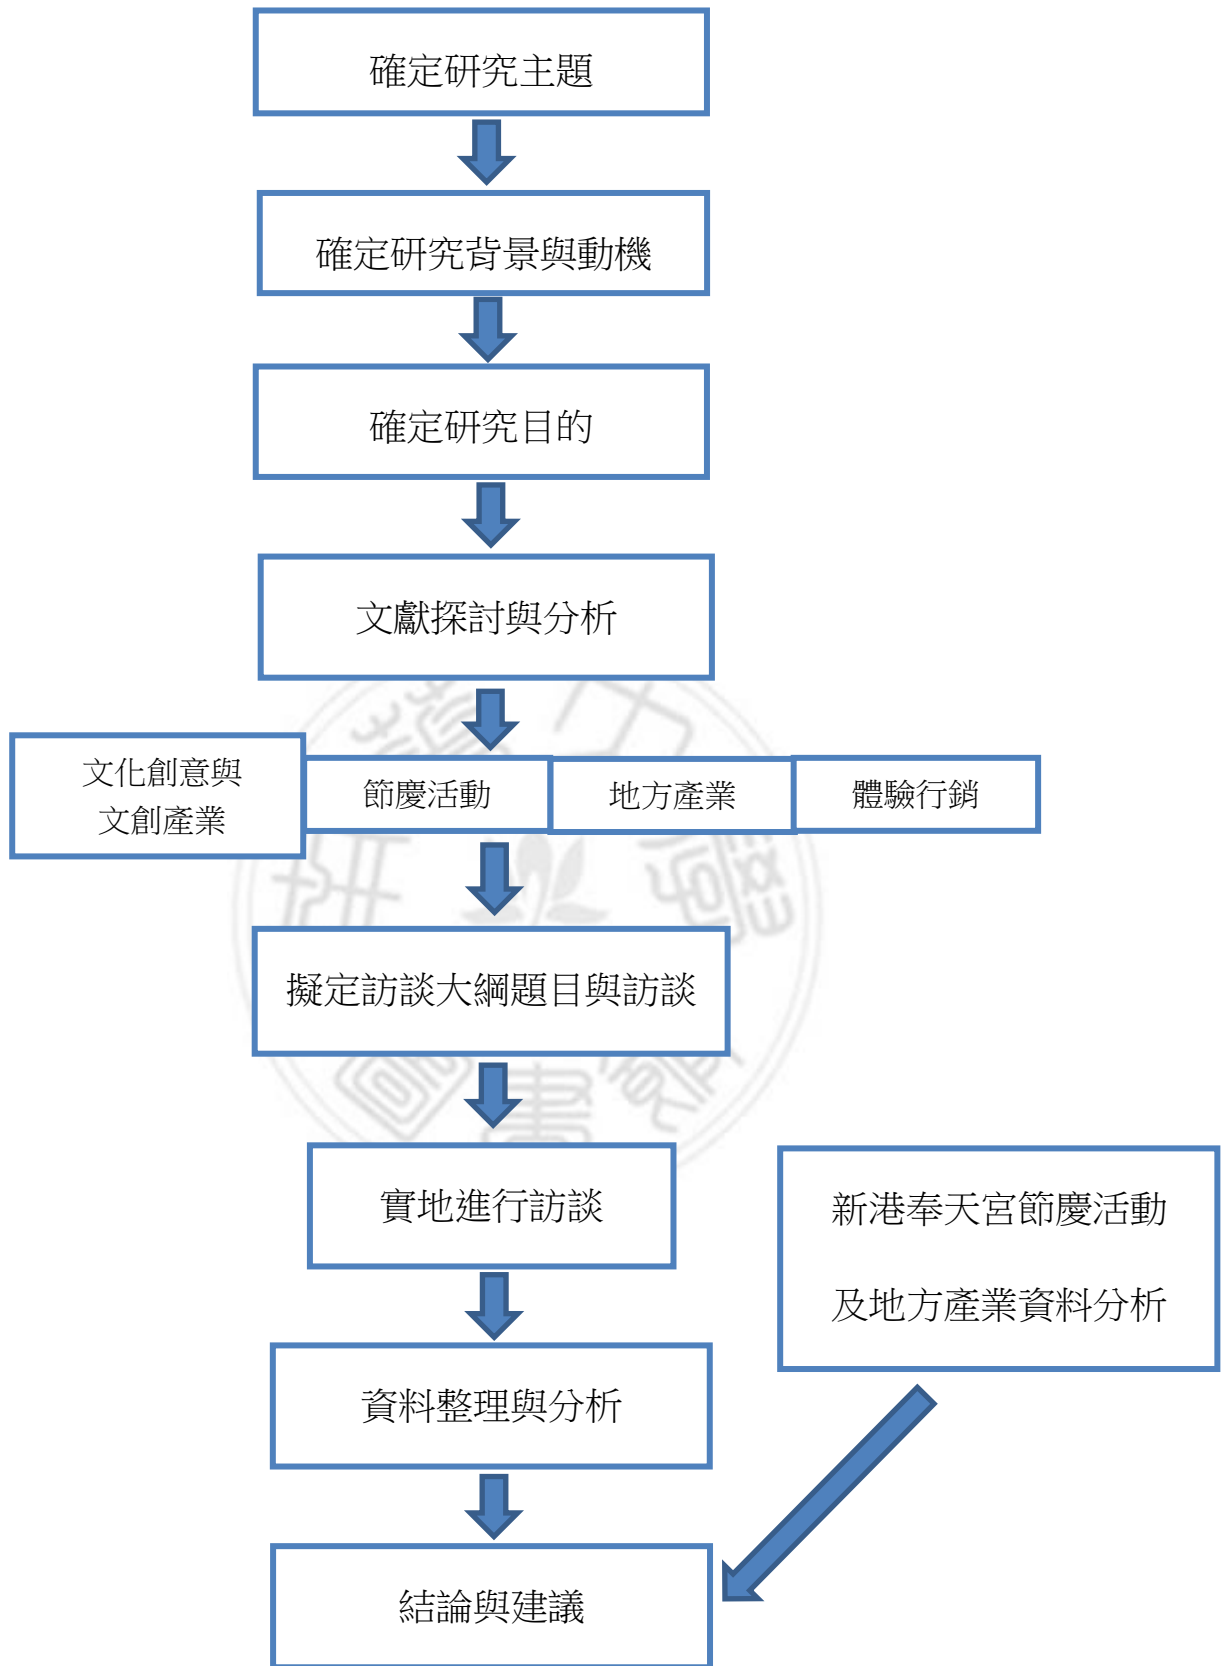 確定研究主題
確定研究背景與動機
確定研究目的
文獻探討與分析
文化創意與
文創產業
節慶活動
地方產業
體驗行銷
擬定訪談大綱題目與訪談
實地進行訪談
新港奉天宮節慶活動
及地方產業資料分析
資料整理與分析
結論與建議